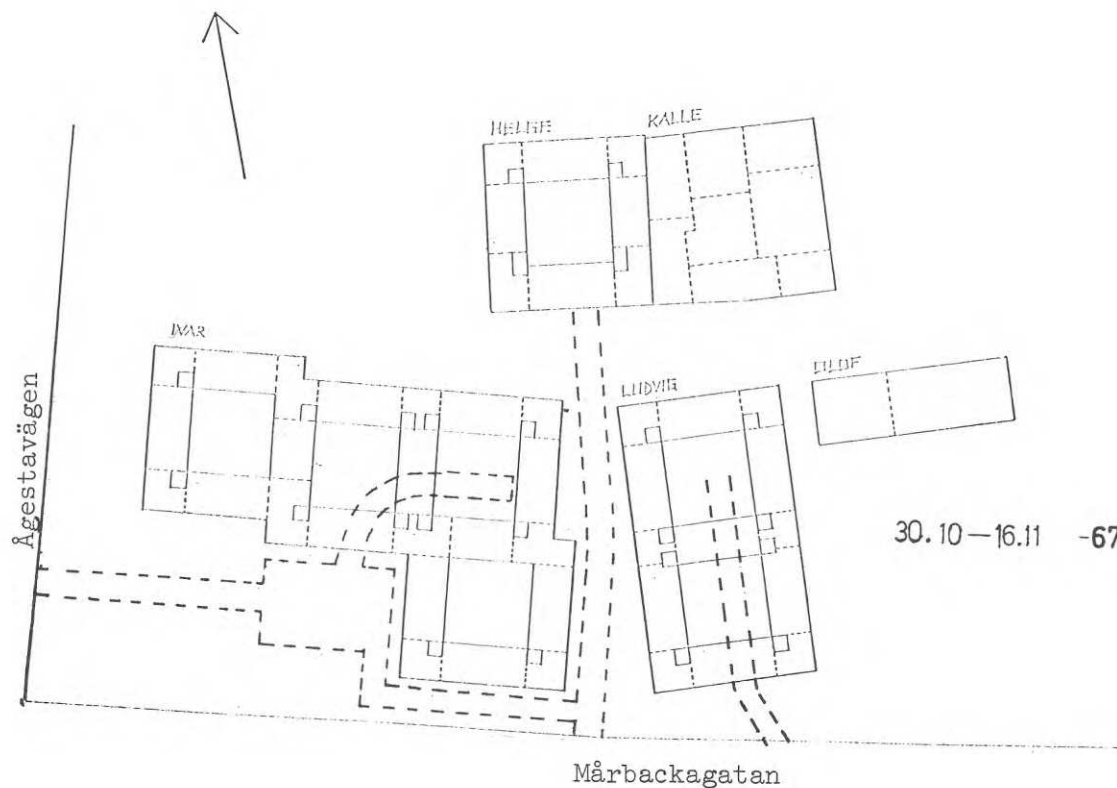 HELGE
KALLE
IVAR
LUDVIG
OLOF
Ågestavägen
30.10–16.11 -67
Mårbackagatan